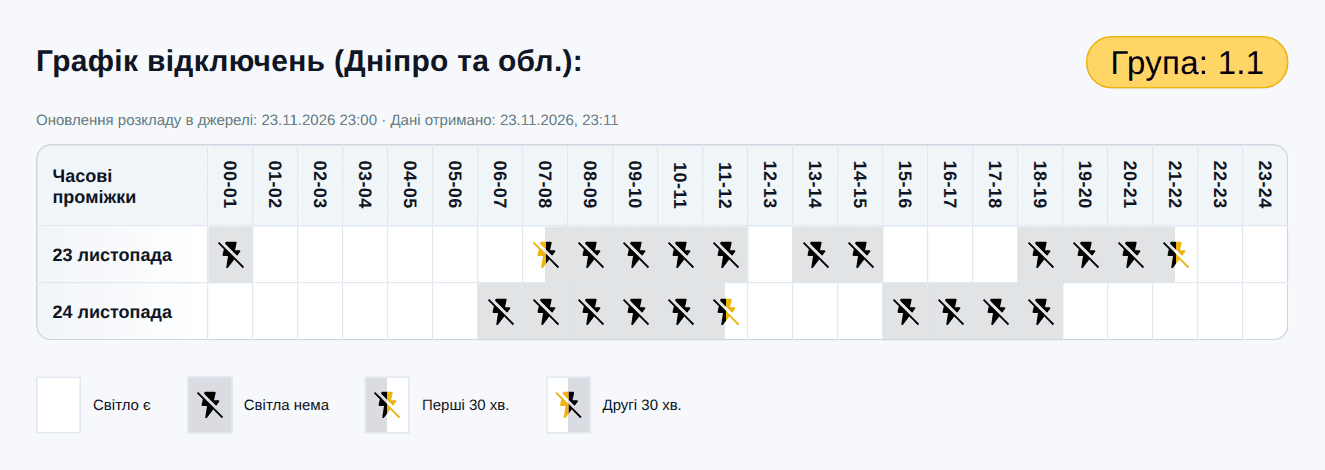 Графік відключень (Дніпро та обл.):
Група: 1.1
Оновлення розкладу в джерелі: 23.11.2026 23:00 · Дані отримано: 23.11.2026, 23:11
Часові
проміжки
00-01
01-02
02-03
03-04
04-05
05-06
06-07
07-08
08-09
09-10
10-11
11-12
12-13
13-14
14-15
15-16
16-17
17-18
18-19
19-20
20-21
21-22
22-23
23-24
23 листопада
24 листопада
Світло є
Світла нема
Перші 30 хв.
Другі 30 хв.